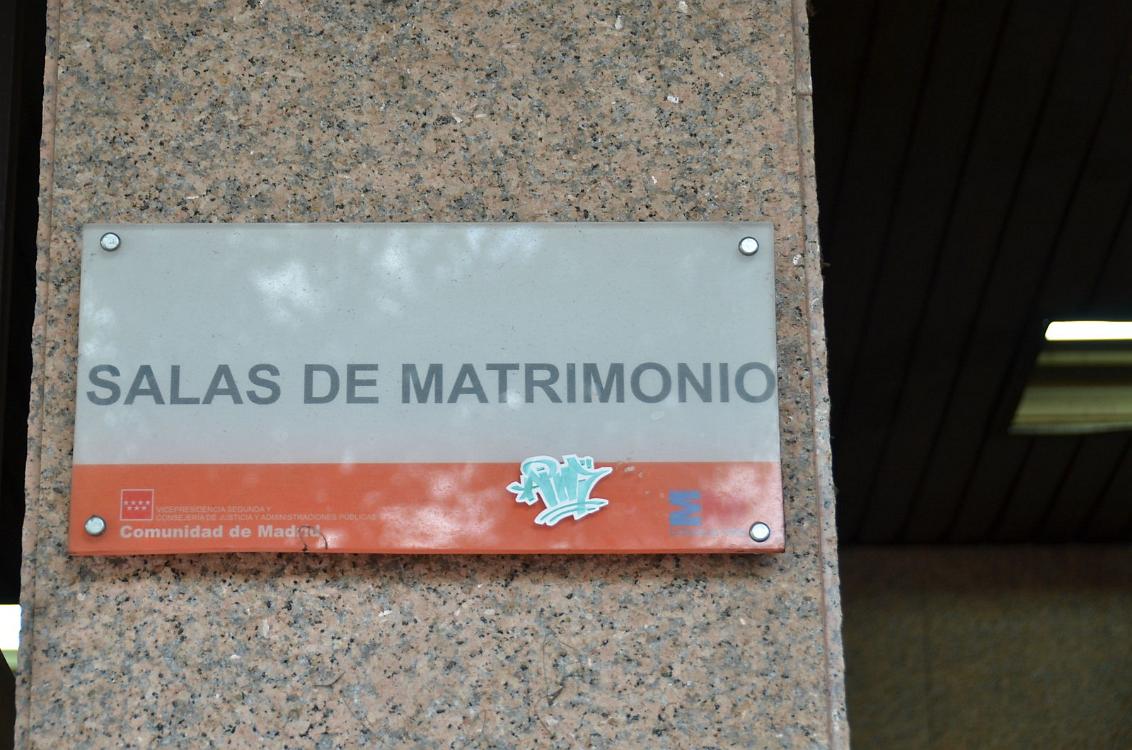 SALAS DE MATRIMONIO
VICEPRESIDENCIA SEGUNDA Y
CONSEJERÍA DE JUSTICIA Y ADMINISTRACIONES PÚBLICAS
Comunidad de Madrid
M